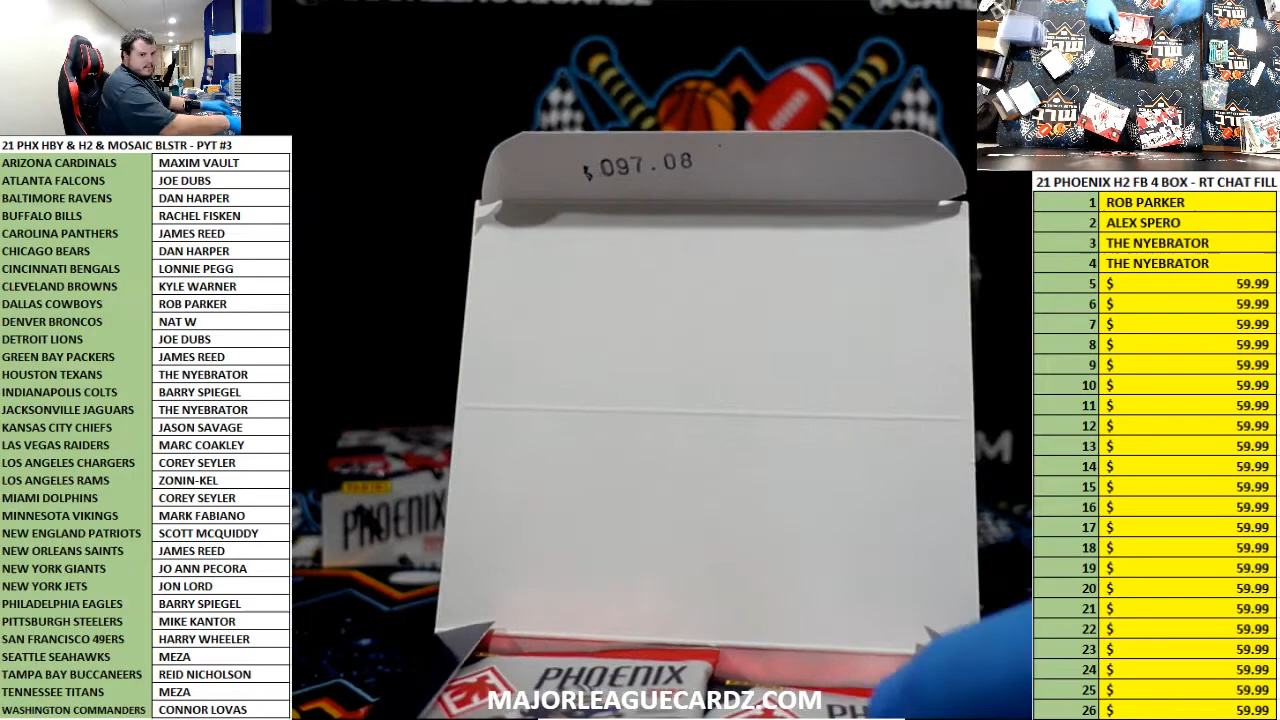 21 PHX HBY & H2 & MOSAIC BLSTR - PYT #3
ARIZONA CARDINALS MAXIM VAULT
ATLANTA FALCONS JOE DUBS
BALTIMORE RAVENS DAN HARPER
BUFFALO BILLS RACHEL FISKEN
CAROLINA PANTHERS JAMES REED
CHICAGO BEARS DAN HARPER
CINCINNATI BENGALS LONNIE PEGG
CLEVELAND BROWNS KYLE WARNER
DALLAS COWBOYS ROB PARKER
DENVER BRONCOS NAT W
DETROIT LIONS JOE DUBS
GREEN BAY PACKERS JAMES REED
HOUSTON TEXANS THE NYEBRATOR
INDIANAPOLIS COLTS BARRY SPIEGEL
JACKSONVILLE JAGUARS THE NYEBRATOR
KANSAS CITY CHIEFS JASON SAVAGE
LAS VEGAS RAIDERS MARC COAKLEY
LOS ANGELES CHARGERS COREY SEYLER
LOS ANGELES RAMS ZONIN-KEL
MIAMI DOLPHINS COREY SEYLER
MINNESOTA VIKINGS MARK FABIANO
NEW ENGLAND PATRIOTS SCOTT MCQUIDDY
NEW ORLEANS SAINTS JAMES REED
NEW YORK GIANTS JO ANN PECORA
NEW YORK JETS JON LORD
PHILADELPHIA EAGLES BARRY SPIEGEL
PITTSBURGH STEELERS MIKE KANTOR
SAN FRANCISCO 49ERS HARRY WHEELER
SEATTLE SEAHAWKS MEZA
TAMPA BAY BUCCANEERS REID NICHOLSON
TENNESSEE TITANS MEZA
WASHINGTON COMMANDERS CONNOR LOVAS
097.08
PANINI
PHOENIX
PHOENIX
MAJORLEAGUECARDZ.COM
21 PHOENIX H2 FB 4 BOX - RT CHAT FILL
1 ROB PARKER
2 ALEX SPERO
3 THE NYEBRATOR
4 THE NYEBRATOR
5 $ 59.99
6 $ 59.99
7 $ 59.99
8 $ 59.99
9 $ 59.99
10 $ 59.99
11 $ 59.99
12 $ 59.99
13 $ 59.99
14 $ 59.99
15 $ 59.99
16 $ 59.99
17 $ 59.99
18 $ 59.99
19 $ 59.99
20 $ 59.99
21 $ 59.99
22 $ 59.99
23 $ 59.99
24 $ 59.99
25 $ 59.99
26 $ 59.99